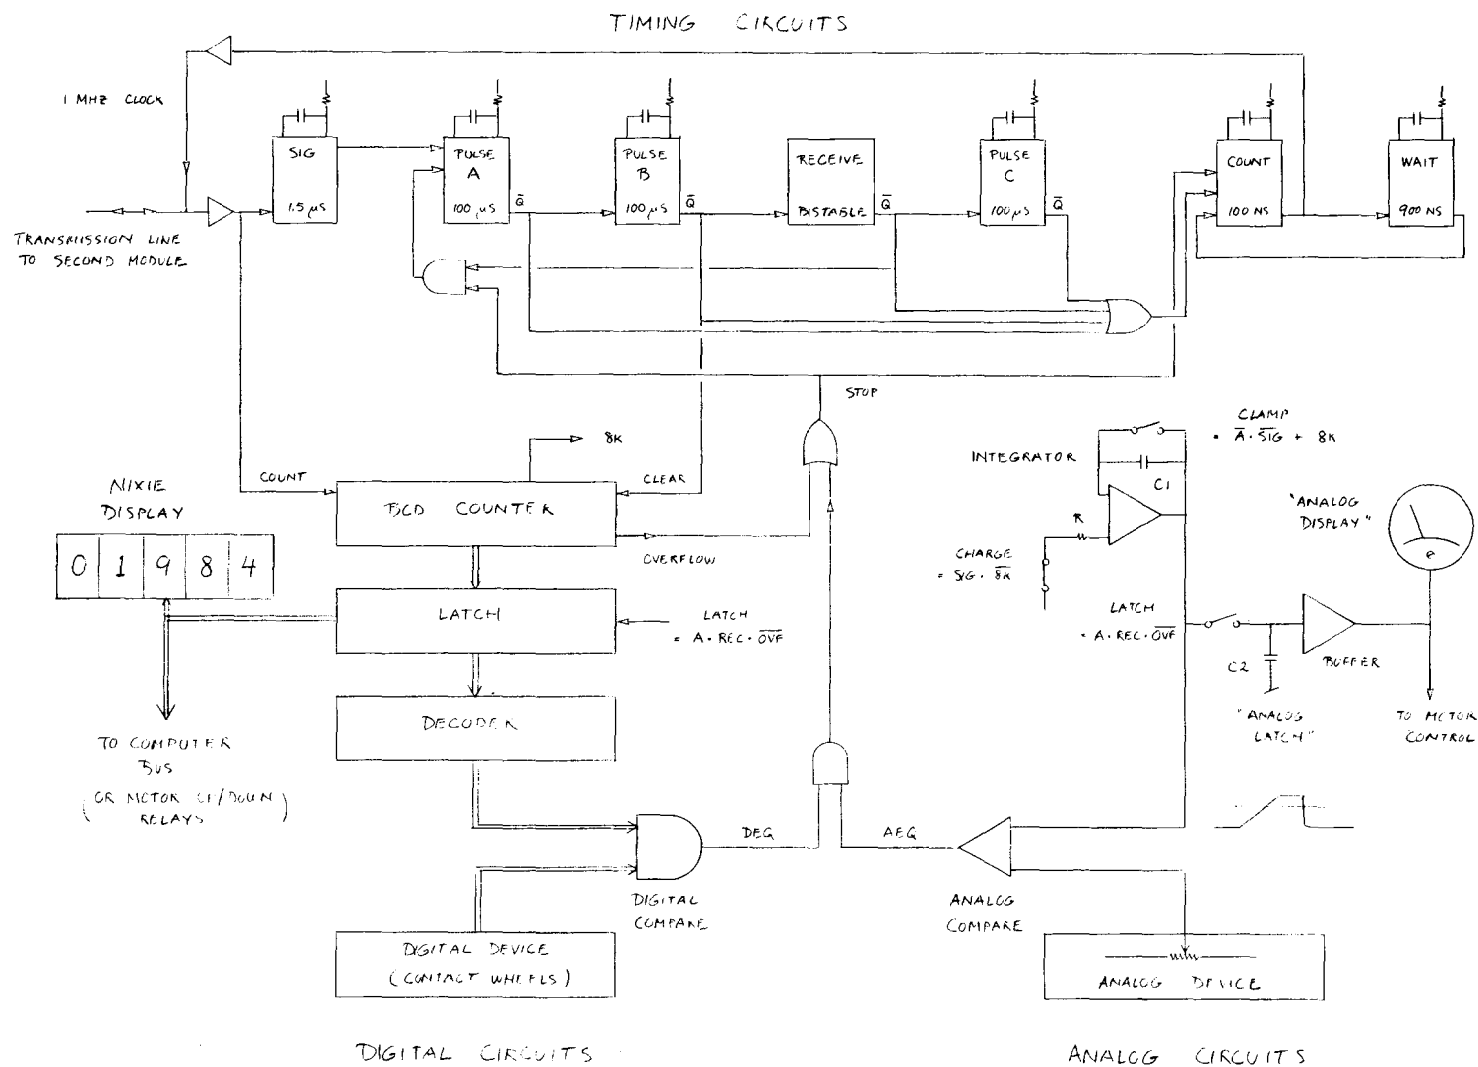 TIMING CIRCUITS
1 MHZ CLOCK
SIG
1.5 µS
PULSE
A
100 µS
Q̅
PULSE
B
100 µS
Q̅
RECEIVE
BISTABLE
Q̅
PULSE
C
100 µS
Q̅
COUNT
100 NS
WAIT
900 NS
TRANSMISSION LINE
TO SECOND MODULE
STOP
8K
COUNT
CLEAR
BCD COUNTER
OVERFLOW
NIXIE
DISPLAY
0 1 9 8 4
LATCH
LATCH
= A · REC · O̅V̅F̅
DECODER
TO COMPUTER
BUS
(OR MOTOR UP/DOWN)
RELAYS
DEQ
AEQ
DIGITAL
COMPARE
ANALOG
COMPARE
DIGITAL DEVICE
(CONTACT WHEELS)
INTEGRATOR
CLAMP
= A̅ · S̅I̅G̅ + 8K
C1
R
CHARGE
= SIG · 8̅K̅
"ANALOG
DISPLAY"
LATCH
= A · REC · O̅V̅F̅
C2
BUFFER
"ANALOG
LATCH"
TO MOTOR
CONTROL
ANALOG DEVICE
DIGITAL CIRCUITS
ANALOG CIRCUITS